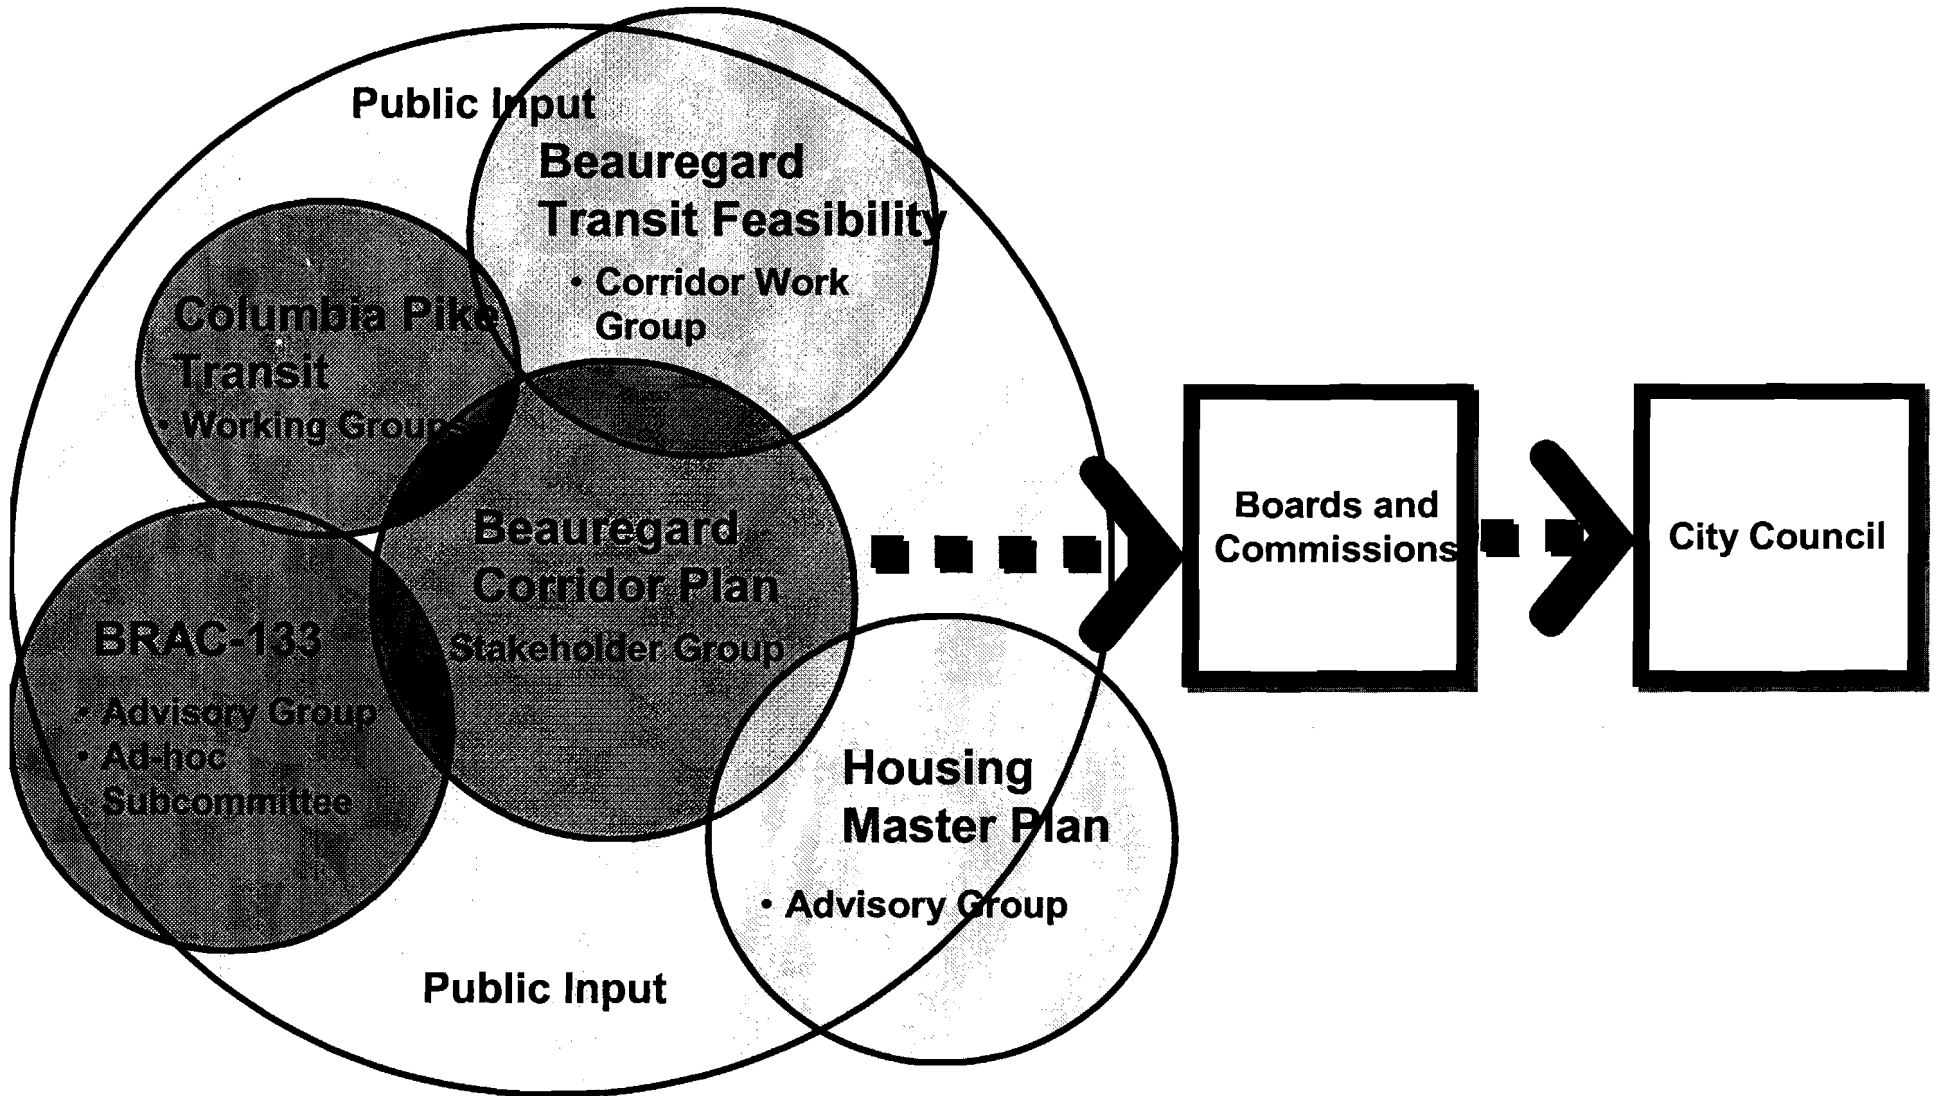 Public Input
Beauregard
Transit Feasibility
• Corridor Work
Group
Columbia Pike
Transit
• Working Groups
Beauregard
Corridor Plan
Stakeholder Group
BRAC-133
• Advisory Group
• Ad-hoc
Subcommittee
Housing
Master Plan
• Advisory Group
Public Input
Boards and
Commissions
City Council